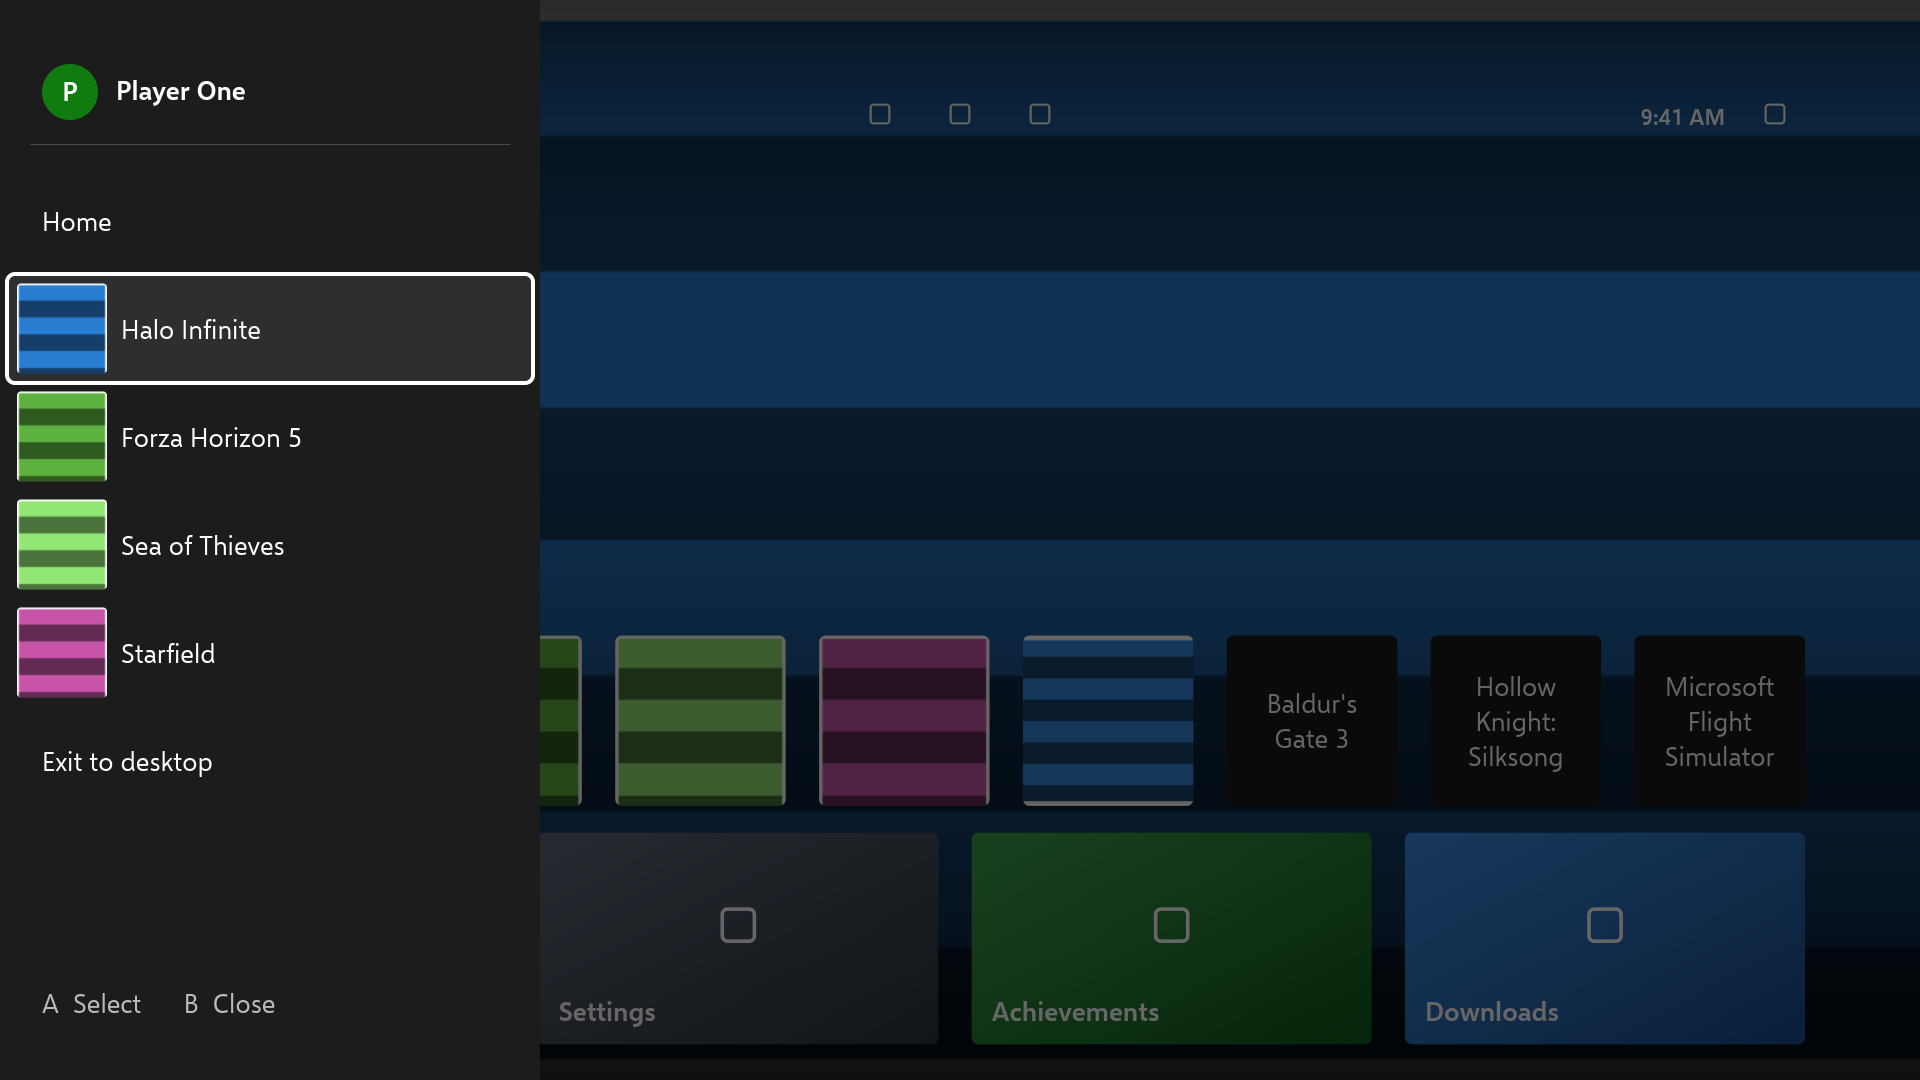 P
Player One
9:41 AM
Home
Halo Infinite
Forza Horizon 5
Sea of Thieves
Starfield
Exit to desktop
Baldur's
Gate 3
Hollow
Knight:
Silksong
Microsoft
Flight
Simulator
Settings
Achievements
Downloads
A Select B Close